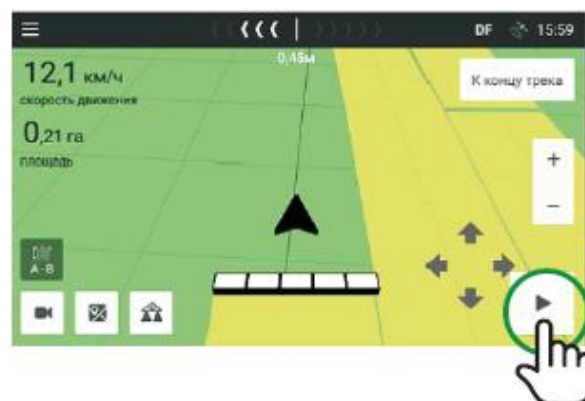 DF 15:59
0,45м
12,1 км/ч
скорость движения
К концу трека
0,21 га
площадь
+
−
A-B